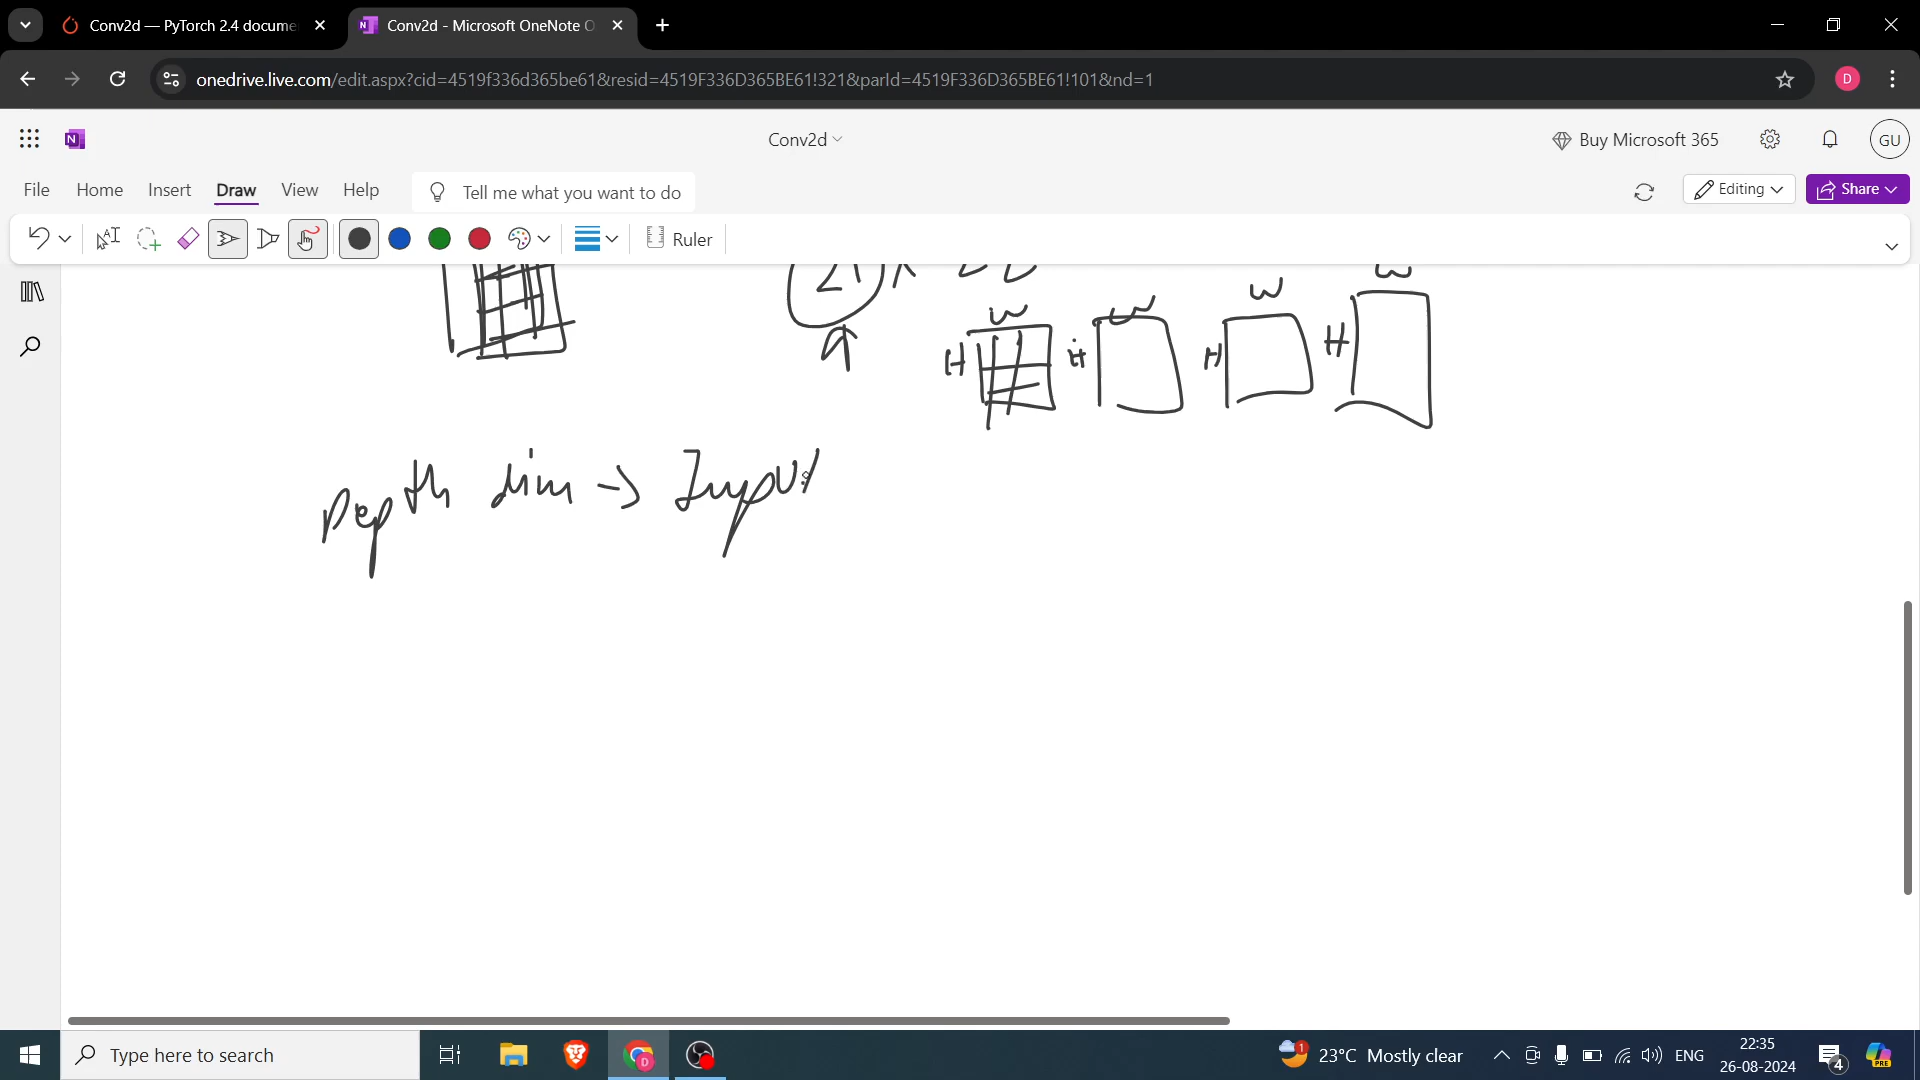 Conv2d — PyTorch 2.4 docume
Conv2d - Microsoft OneNote O
onedrive.live.com/edit.aspx?cid=4519f336d365be61&resid=4519F336D365BE61!321&parId=4519F336D365BE61!101&nd=1
D
N
Conv2d
Buy Microsoft 365
GU
File Home Insert Draw View Help
Tell me what you want to do
Editing
Share
Ruler
W W W W
H H H H
Depth dim → Input
Type here to search
D
1
23°C Mostly clear
ENG
22:35
26-08-2024
4
PRE